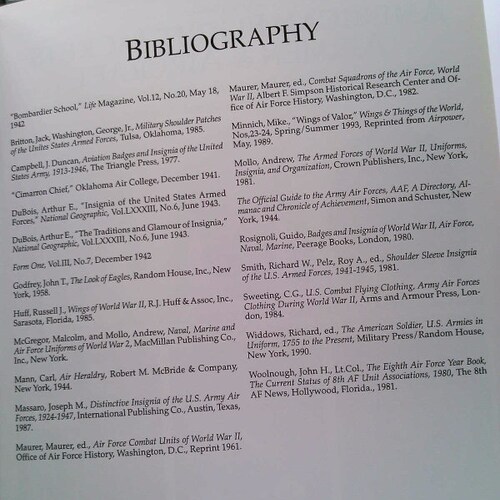 BIBLIOGRAPHY
"Bombardier School," Life Magazine, Vol.12, No.20, May 18,
1942
Britton, Jack, Washington, George, Jr., Military Shoulder Patches
of the Unites States Armed Forces, Tulsa, Oklahoma, 1985.
Campbell, J. Duncan, Aviation Badges and Insignia of the United
States Army, 1913-1946, The Triangle Press, 1977.
"Cimarron Chief," Oklahoma Air College, December 1941.
DuBois, Arthur E., "Insignia of the United States Armed
Forces," National Geographic, Vol.LXXXIII, No.6, June 1943.
DuBois, Arthur E., "The Traditions and Glamour of Insignia,"
National Geographic, Vol.LXXXIII, No.6, June 1943.
Form One, Vol.III, No.7, December 1942
Godfrey, John T., The Look of Eagles, Random House, Inc., New
York, 1958.
Huff, Russell J., Wings of World War II, R.J. Huff & Assoc, Inc.,
Sarasota, Florida, 1985.
McGregor, Malcolm, and Mollo, Andrew, Naval, Marine and
Air Force Uniforms of World War 2, MacMillan Publishing Co.,
Inc., New York.
Mann, Carl, Air Heraldry, Robert M. McBride & Company,
New York, 1944.
Massaro, Joseph M., Distinctive Insignia of the U.S. Army Air
Forces, 1924-1947, International Publishing Co., Austin, Texas,
1987.
Maurer, Maurer, ed., Air Force Combat Units of World War II,
Office of Air Force History, Washington, D.C., Reprint 1961.
Maurer, Maurer, ed., Combat Squadrons of the Air Force, World
War II, Albert F. Simpson Historical Research Center and Of-
fice of Air Force History, Washington, D.C., 1982.
Minnich, Mike., "Wings of Valor," Wings & Things of the World,
Nos,23-24, Spring/Summer 1993, Reprinted from Airpower,
May, 1989.
Mollo, Andrew, The Armed Forces of World War II, Uniforms,
Insignia, and Organization, Crown Publishers, Inc., New York,
1981.
The Official Guide to the Army Air Forces, AAF, A Directory, Al-
manac and Chronicle of Achievement, Simon and Schuster, New
York, 1944.
Rosignoli, Guido, Badges and Insignia of World War II, Air Force,
Naval, Marine, Peerage Books, London, 1980.
Smith, Richard W., Pelz, Roy A., ed., Shoulder Sleeve Insignia
of the U.S. Armed Forces, 1941-1945, 1981.
Sweeting, C.G., U.S. Combat Flying Clothing, Army Air Forces
Clothing During World War II, Arms and Armour Press, Lon-
don, 1984.
Widdows, Richard, ed., The American Soldier, U.S. Armies in
Uniform, 1755 to the Present, Military Press/Random House,
New York, 1990.
Woolnough, John H., Lt.Col., The Eighth Air Force Year Book,
The Current Status of 8th AF Unit Associations, 1980, The 8th
AF News, Hollywood, Florida., 1981.